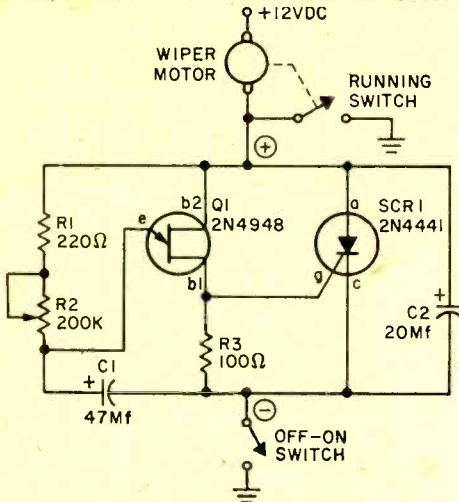 +12VDC
WIPER
MOTOR
RUNNING
SWITCH
+
b2
Q1
2N4948
e
b1
R1
220Ω
R2
200K
a
SCR1
2N4441
g
c
R3
100Ω
+
C2
20Mf
C1
+
47Mf
−
OFF-ON
SWITCH